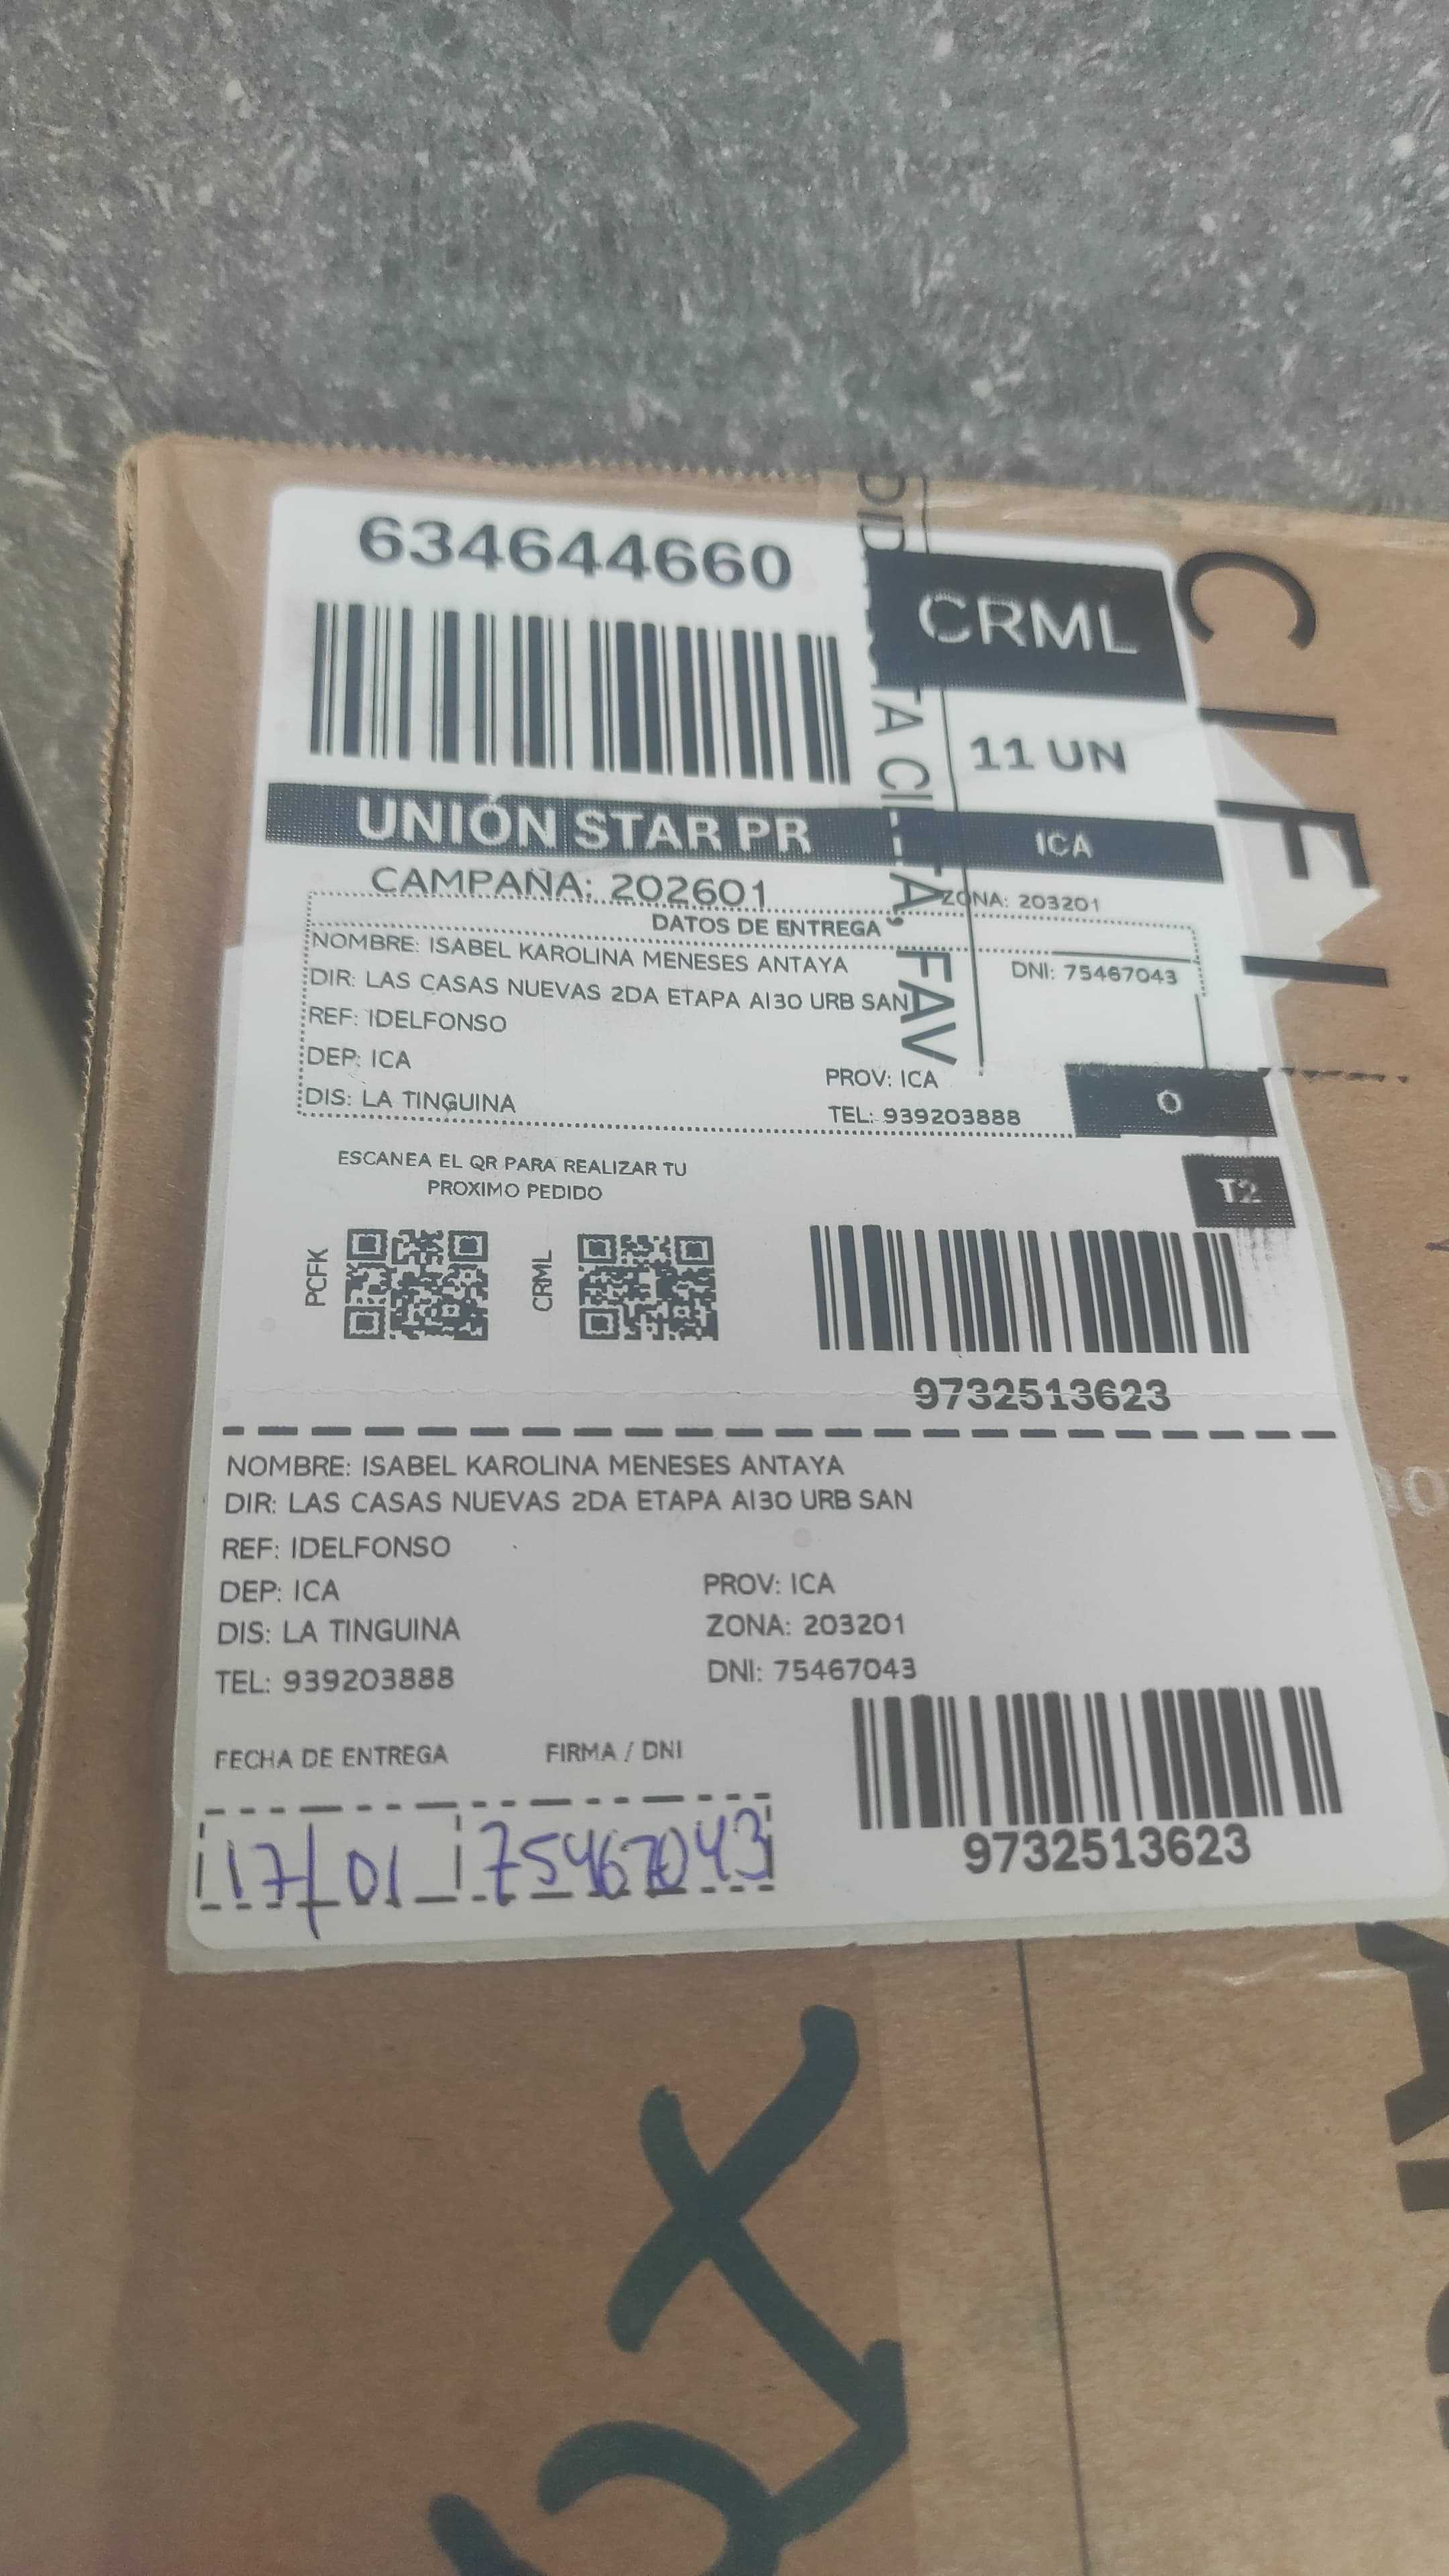 634644660
CRML
11 UN
UNIÓN STAR PR
ICA
CAMPAÑA: 202601
ZONA: 203201
DATOS DE ENTREGA
NOMBRE: ISABEL KAROLINA MENESES ANTAYA
DNI: 75467043
DIR: LAS CASAS NUEVAS 2DA ETAPA AI30 URB SAN
REF: IDELFONSO
DEP: ICA
PROV: ICA
DIS: LA TINGUINA
TEL: 939203888
O
T2
ESCANEA EL QR PARA REALIZAR TU
PROXIMO PEDIDO
PCFK
CRML
9732513623
NOMBRE: ISABEL KAROLINA MENESES ANTAYA
DIR: LAS CASAS NUEVAS 2DA ETAPA AI30 URB SAN
REF: IDELFONSO
DEP: ICA
PROV: ICA
DIS: LA TINGUINA
ZONA: 203201
TEL: 939203888
DNI: 75467043
FECHA DE ENTREGA
FIRMA / DNI
17/01
75467043
9732513623
FAV